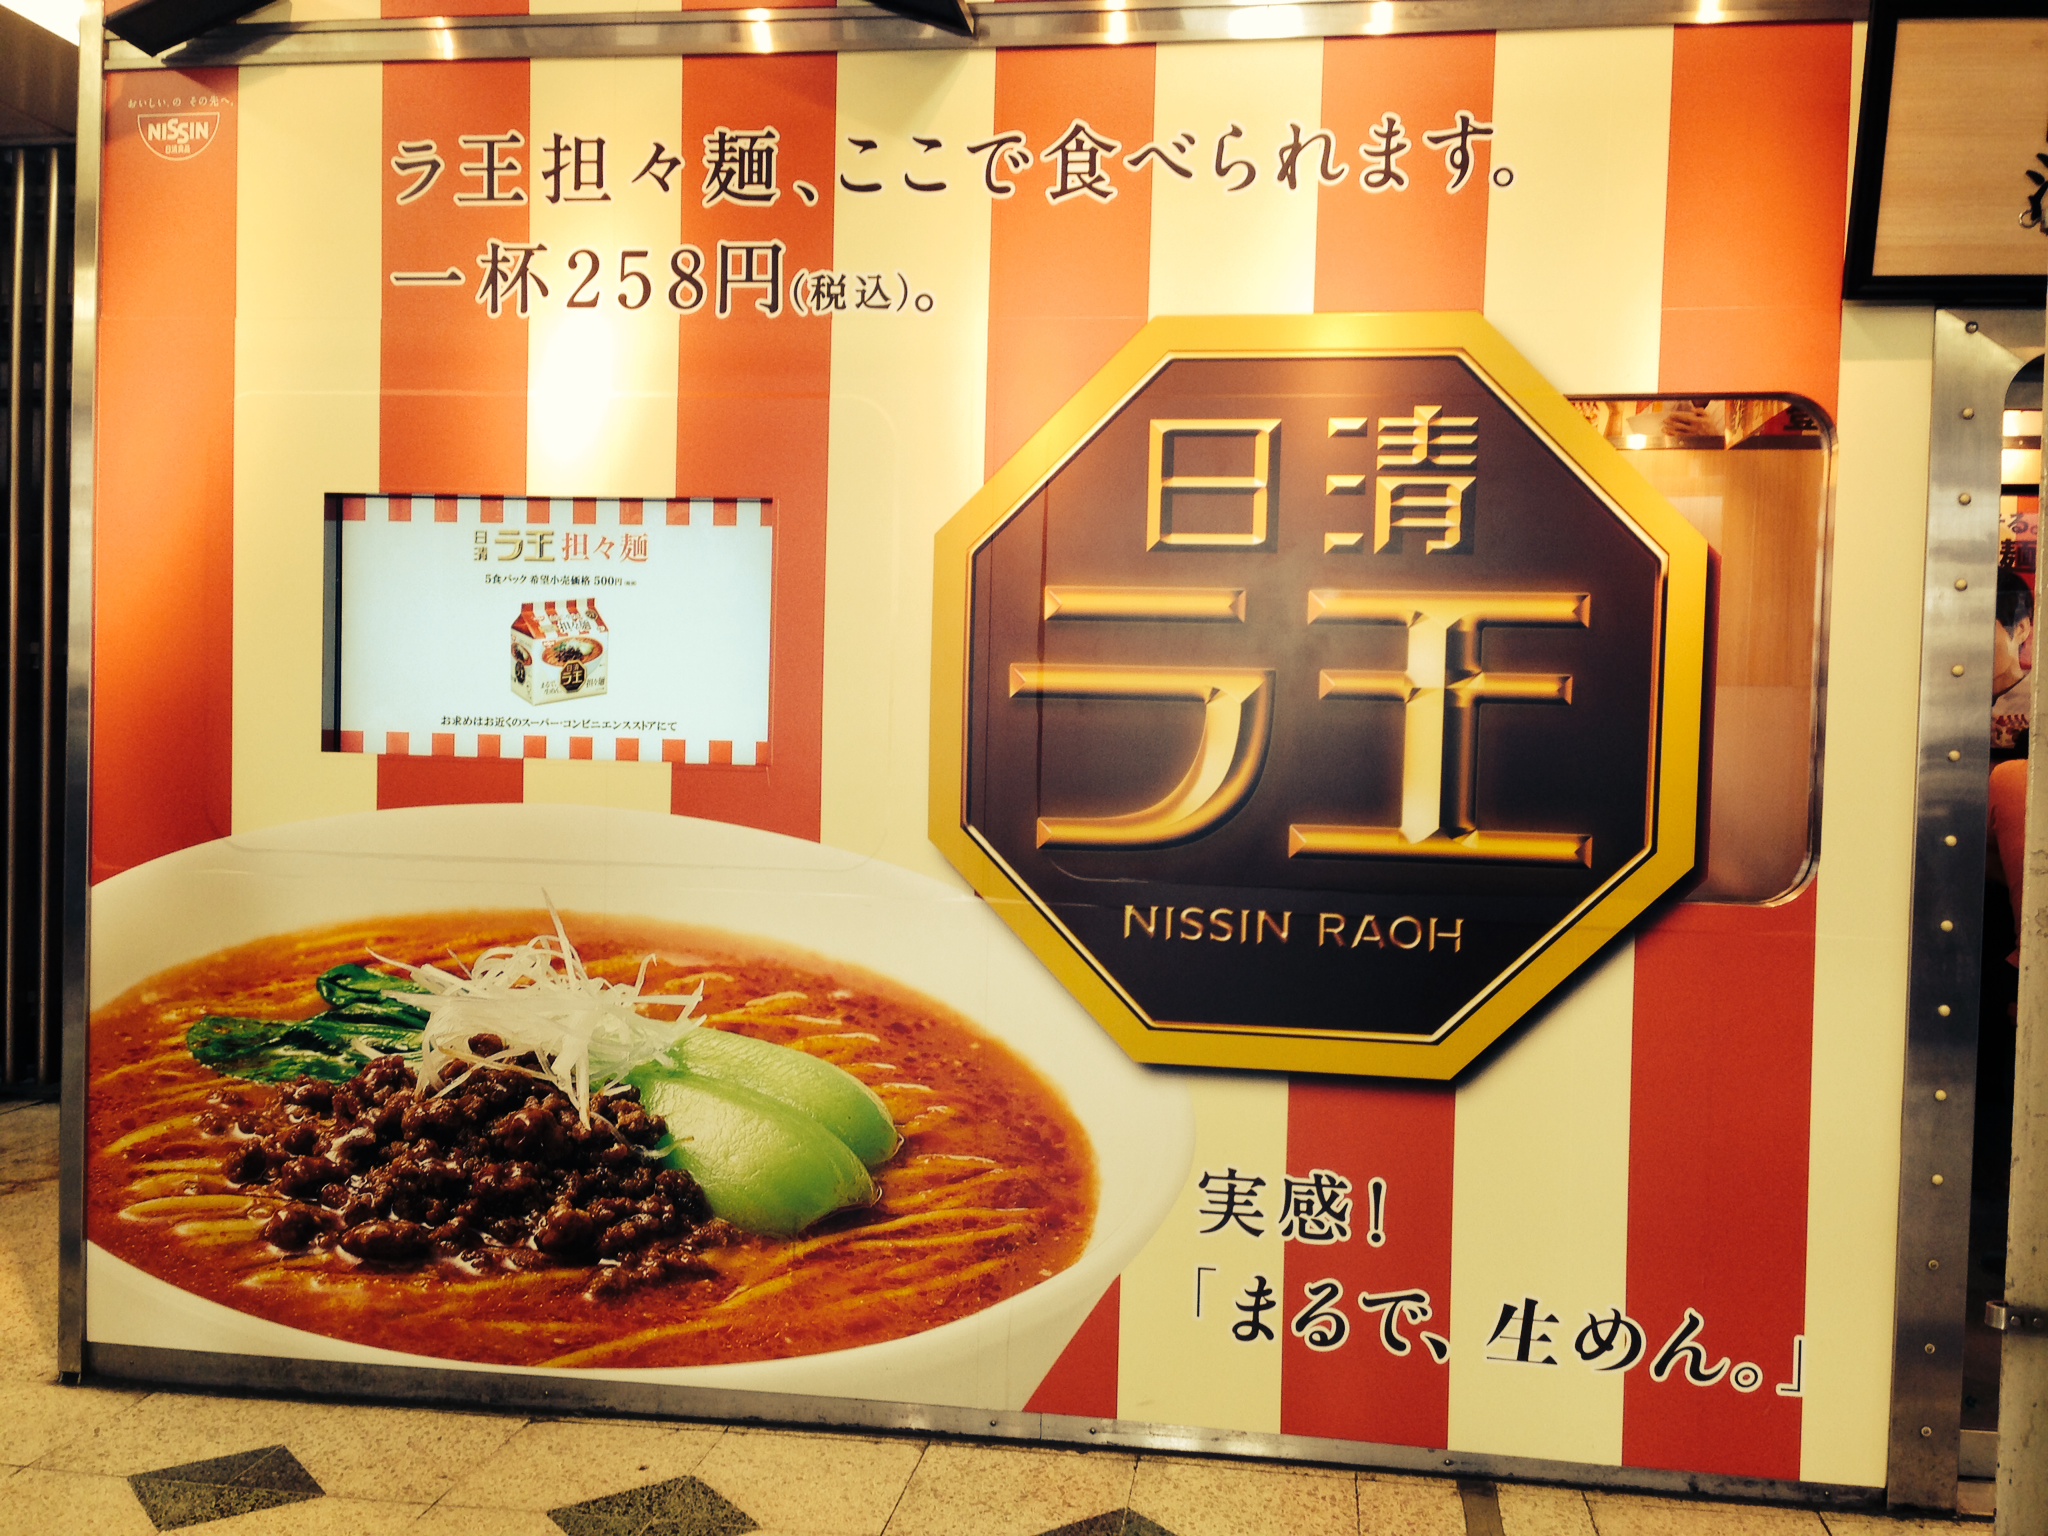 おいしい、の その先へ。
NISSIN
日清食品
ラ王担々麺、ここで食べられます。
一杯258円(税込)。
日清 ラ王 担々麺
5食パック 希望小売価格 500円
お求めはお近くのスーパー・コンビニエンスストアにて
日清
ラ王
NISSIN RAOH
実感!
「まるで、生めん。」